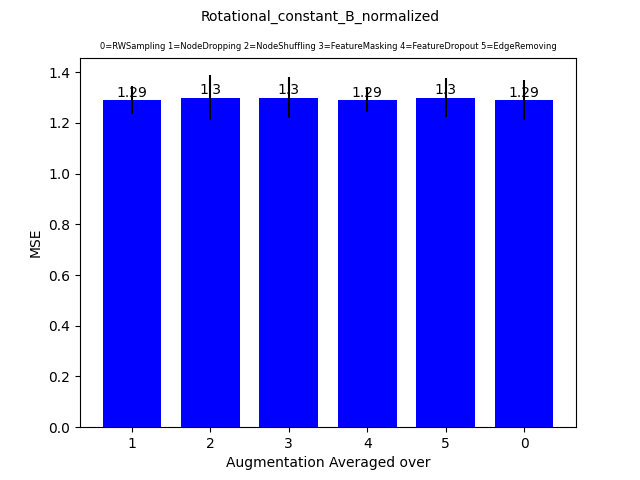 Rotational_constant_B_normalized
0=RWSampling 1=NodeDropping 2=NodeShuffling 3=FeatureMasking 4=FeatureDropout 5=EdgeRemoving
1.4
1.2
1.0
0.8
0.6
0.4
0.2
0.0
MSE
1.29 1.3 1.3 1.29 1.3 1.29
1 2 3 4 5 0
Augmentation Averaged over